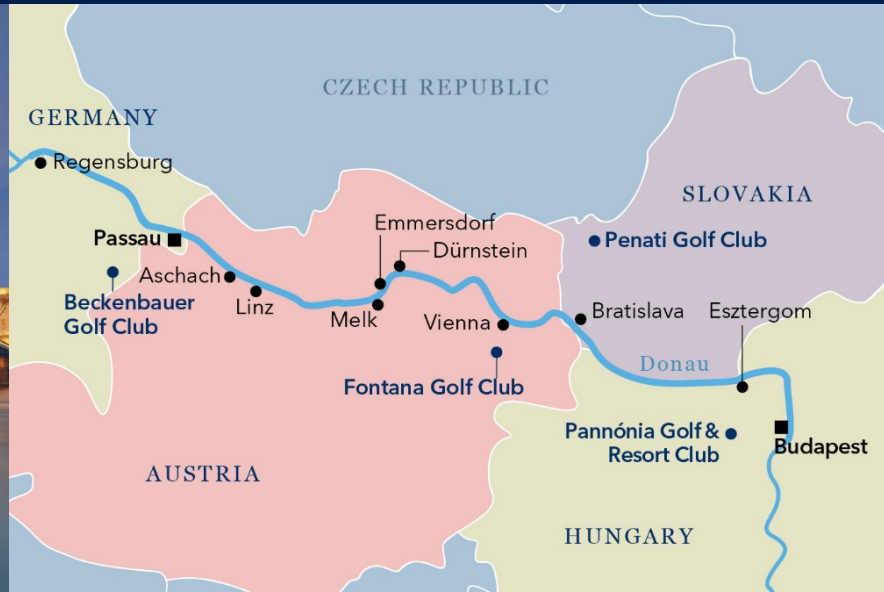 CZECH REPUBLIC
GERMANY
Regensburg
SLOVAKIA
Emmersdorf
Passau
Penati Golf Club
Dürnstein
Aschach
Beckenbauer
Golf Club
Linz
Melk
Vienna
Bratislava
Esztergom
Donau
Fontana Golf Club
Pannónia Golf &
Resort Club
Budapest
AUSTRIA
HUNGARY